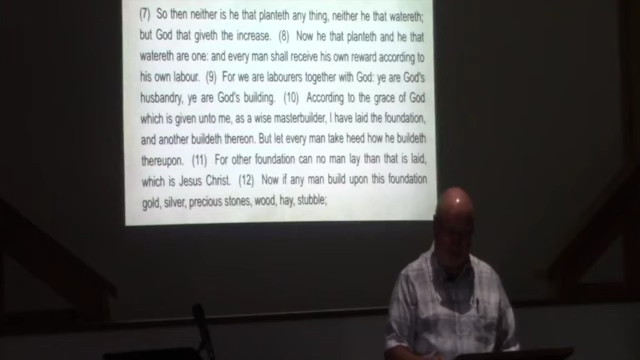 (7) So then neither is he that planteth any thing, neither he that watereth;
but God that giveth the increase. (8) Now he that planteth and he that
watereth are one: and every man shall receive his own reward according to
his own labour. (9) For we are labourers together with God: ye are God's
husbandry, ye are God's building. (10) According to the grace of God
which is given unto me, as a wise masterbuilder, I have laid the foundation,
and another buildeth thereon. But let every man take heed how he buildeth
thereupon. (11) For other foundation can no man lay than that is laid,
which is Jesus Christ. (12) Now if any man build upon this foundation
gold, silver, precious stones, wood, hay, stubble;